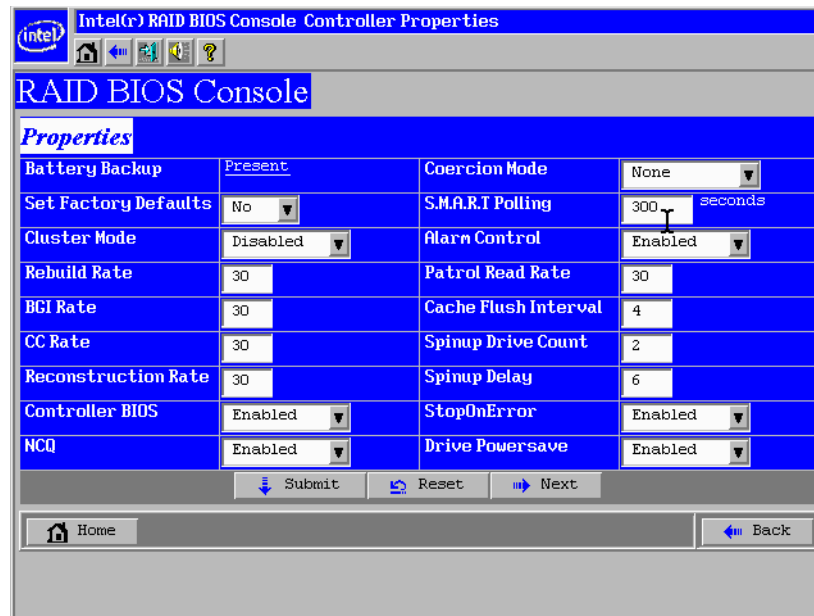 Intel(r) RAID BIOS Console Controller Properties
intel
RAID BIOS Console
Properties
Battery Backup Present Coercion Mode None
Set Factory Defaults No S.M.A.R.T Polling 300 seconds
Cluster Mode Disabled Alarm Control Enabled
Rebuild Rate 30 Patrol Read Rate 30
BGI Rate 30 Cache Flush Interval 4
CC Rate 30 Spinup Drive Count 2
Reconstruction Rate 30 Spinup Delay 6
Controller BIOS Enabled StopOnError Enabled
NCQ Enabled Drive Powersave Enabled
Submit Reset Next
Home Back